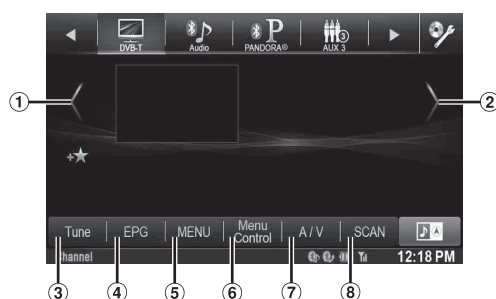 DVB-T
Audio
PANDORA®
AUX 3
3
1
2
Tune
EPG
MENU
Menu
Control
A / V
SCAN
Channel
12:18 PM
3
4
5
6
7
8